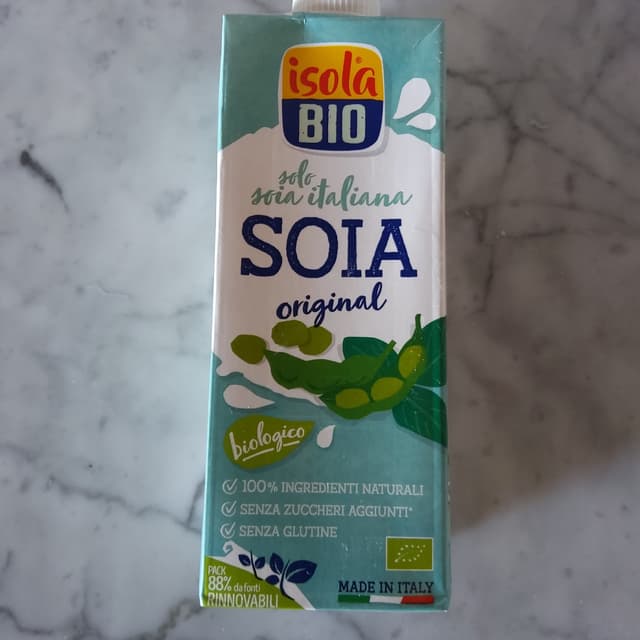 isola
BIO
solo
soia italiana
SOIA
original
biologico
100% INGREDIENTI NATURALI
SENZA ZUCCHERI AGGIUNTI*
SENZA GLUTINE
PACK
88% da fonti
RINNOVABILI
MADE IN ITALY